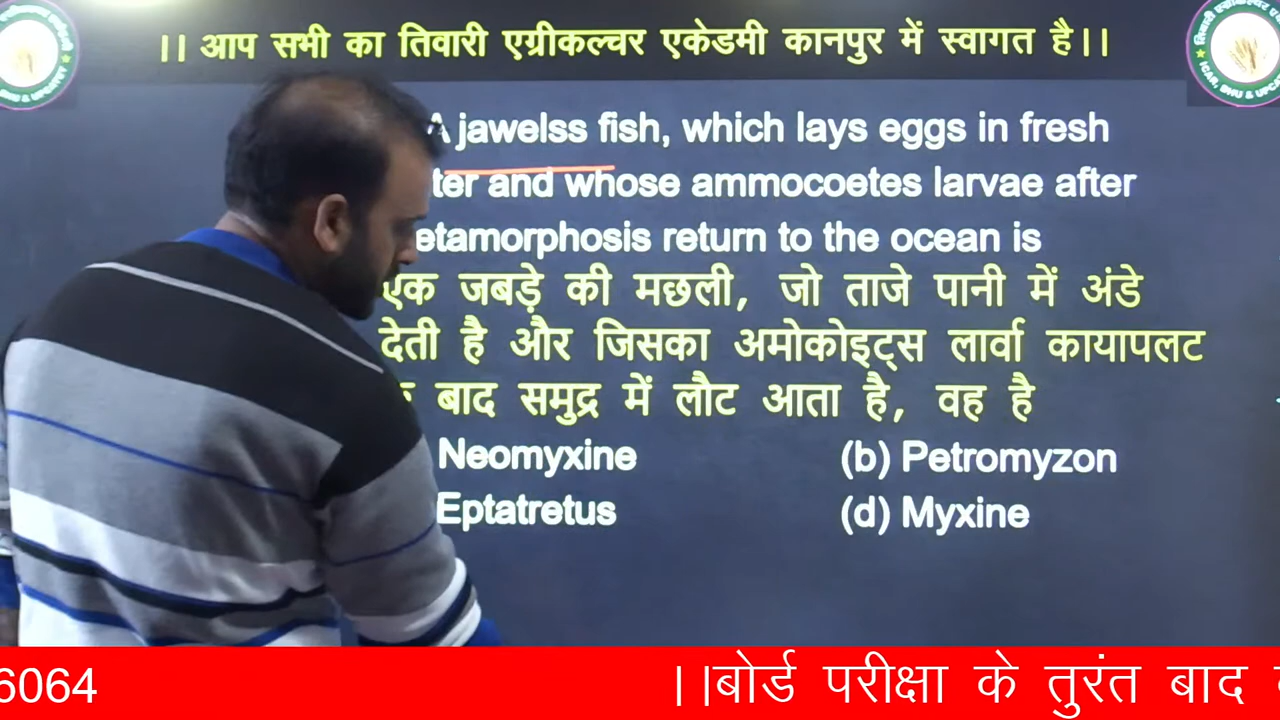 ।। आप सभी का तिवारी एग्रीकल्चर एकेडमी कानपुर में स्वागत है।।
A jawelss fish, which lays eggs in fresh
ter and whose ammocoetes larvae after
etamorphosis return to the ocean is
एक जबड़े की मछली, जो ताजे पानी में अंडे
देती है और जिसका अमोकोइट्स लार्वा कायापलट
बाद समुद्र में लौट आता है, वह है
Neomyxine (b) Petromyzon
Eptatretus (d) Myxine
6064 ।।बोर्ड परीक्षा के तुरंत बाद